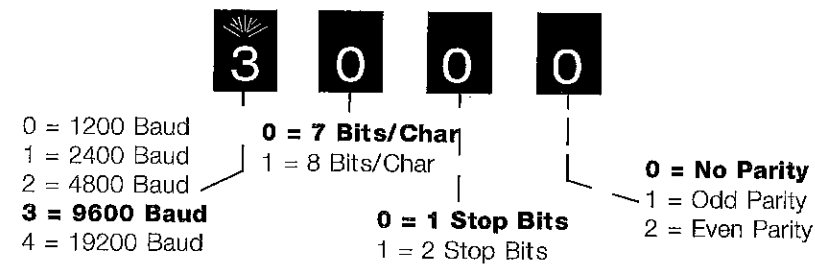 3 0 0 0
0 = 1200 Baud
1 = 2400 Baud
2 = 4800 Baud
3 = 9600 Baud
4 = 19200 Baud
0 = 7 Bits/Char
1 = 8 Bits/Char
0 = 1 Stop Bits
1 = 2 Stop Bits
0 = No Parity
1 = Odd Parity
2 = Even Parity